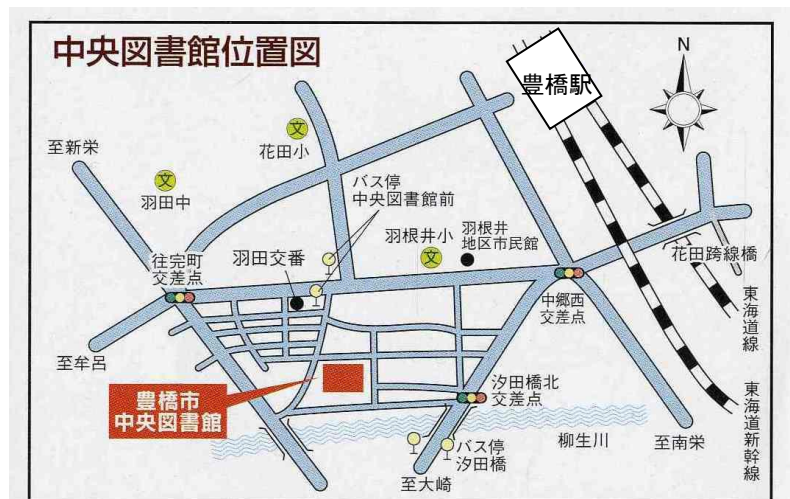 中央図書館位置図
豊橋駅
N
文
花田小
至新栄
文
羽田中
バス停
中央図書館前
羽根井小
文
羽根井
地区市民館
往完町
交差点
羽田交番
花田跨線橋
中郷西
交差点
東海道線
至牟呂
汐田橋北
交差点
東海道新幹線
豊橋市
中央図書館
柳生川
至南栄
バス停
汐田橋
至大崎